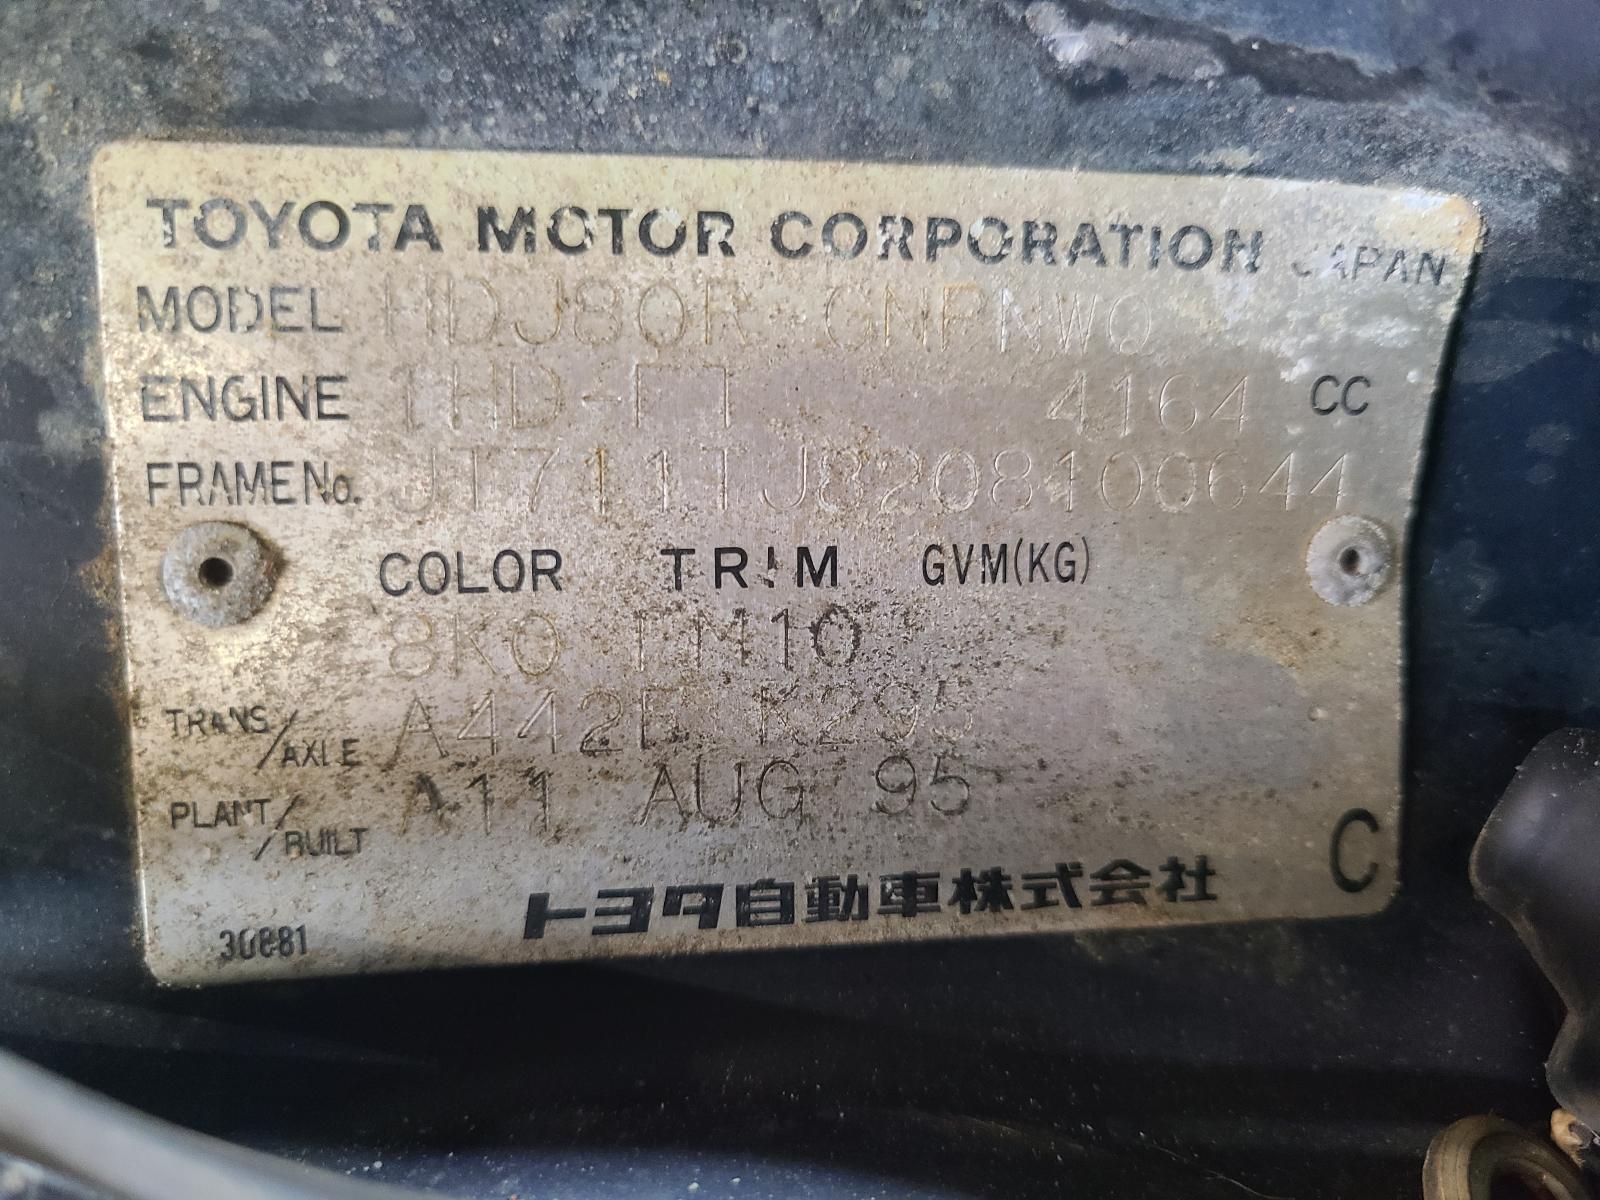 TOYOTA MOTOR CORPORATION JAPAN
MODEL HDJ80R-GNPNWQ
ENGINE 1HD-FT 4164 CC
FRAME No. JT711TJ8208100644
COLOR TRIM GVM(KG)
8K0 FM10
TRANS/AXLE A442F K295
PLANT/BUILT A11 AUG 95
トヨタ自動車株式会社 C
30881